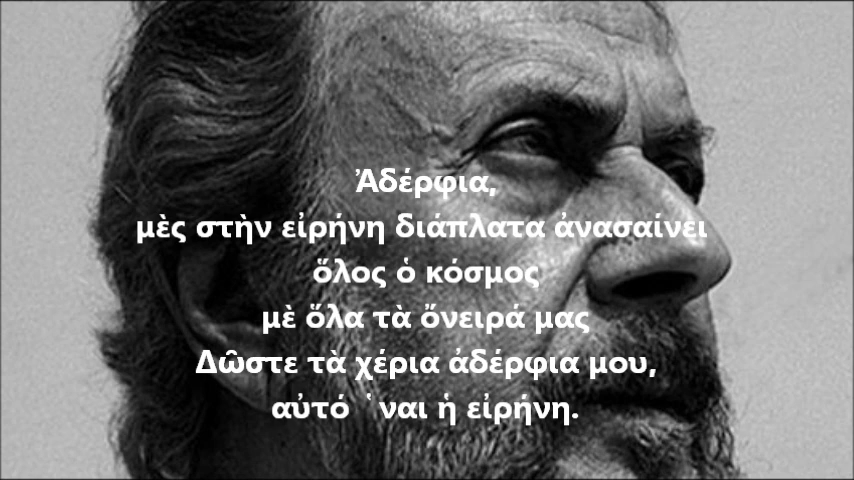 Ἀδέρφια,
μὲς στὴν εἰρήνη διάπλατα ἀνασαίνει
ὅλος ὁ κόσμος
μὲ ὅλα τὰ ὄνειρά μας
Δῶστε τὰ χέρια ἀδέρφια μου,
αὐτό ῾ναι ἡ εἰρήνη.